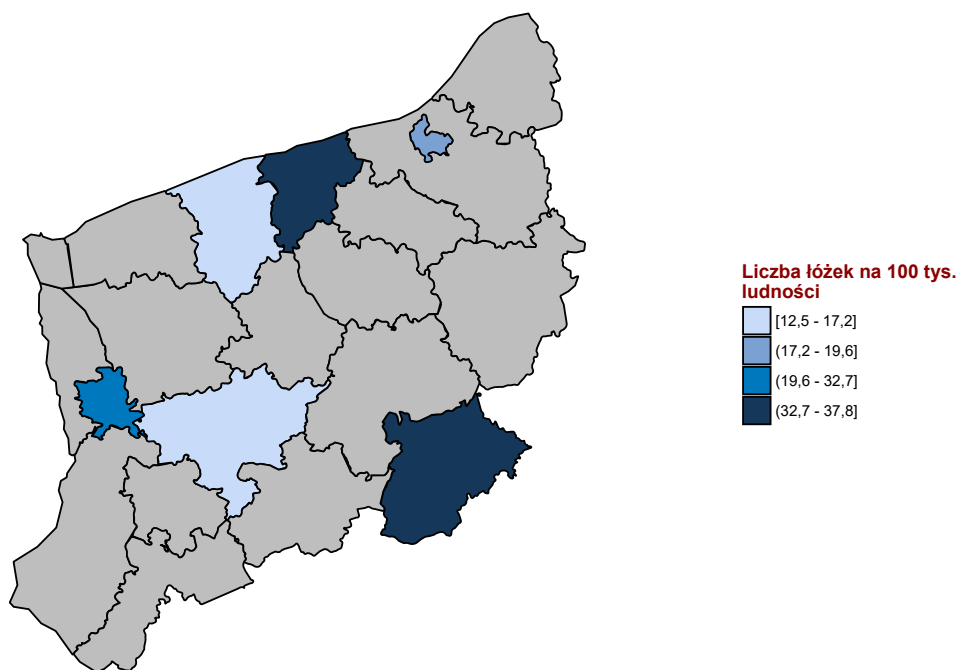 Liczba łóżek na 100 tys.
ludności
[12,5 - 17,2]
(17,2 - 19,6]
(19,6 - 32,7]
(32,7 - 37,8]